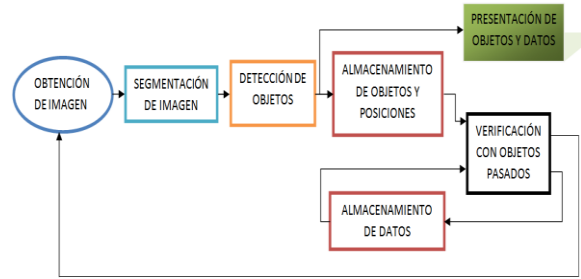 OBTENCIÓN
DE IMAGEN
SEGMENTACIÓN
DE IMAGEN
DETECCIÓN DE
OBJETOS
PRESENTACIÓN DE
OBJETOS Y DATOS
ALMACENAMIENTO
DE OBJETOS Y
POSICIONES
VERIFICACIÓN
CON OBJETOS
PASADOS
ALMACENAMIENTO
DE DATOS